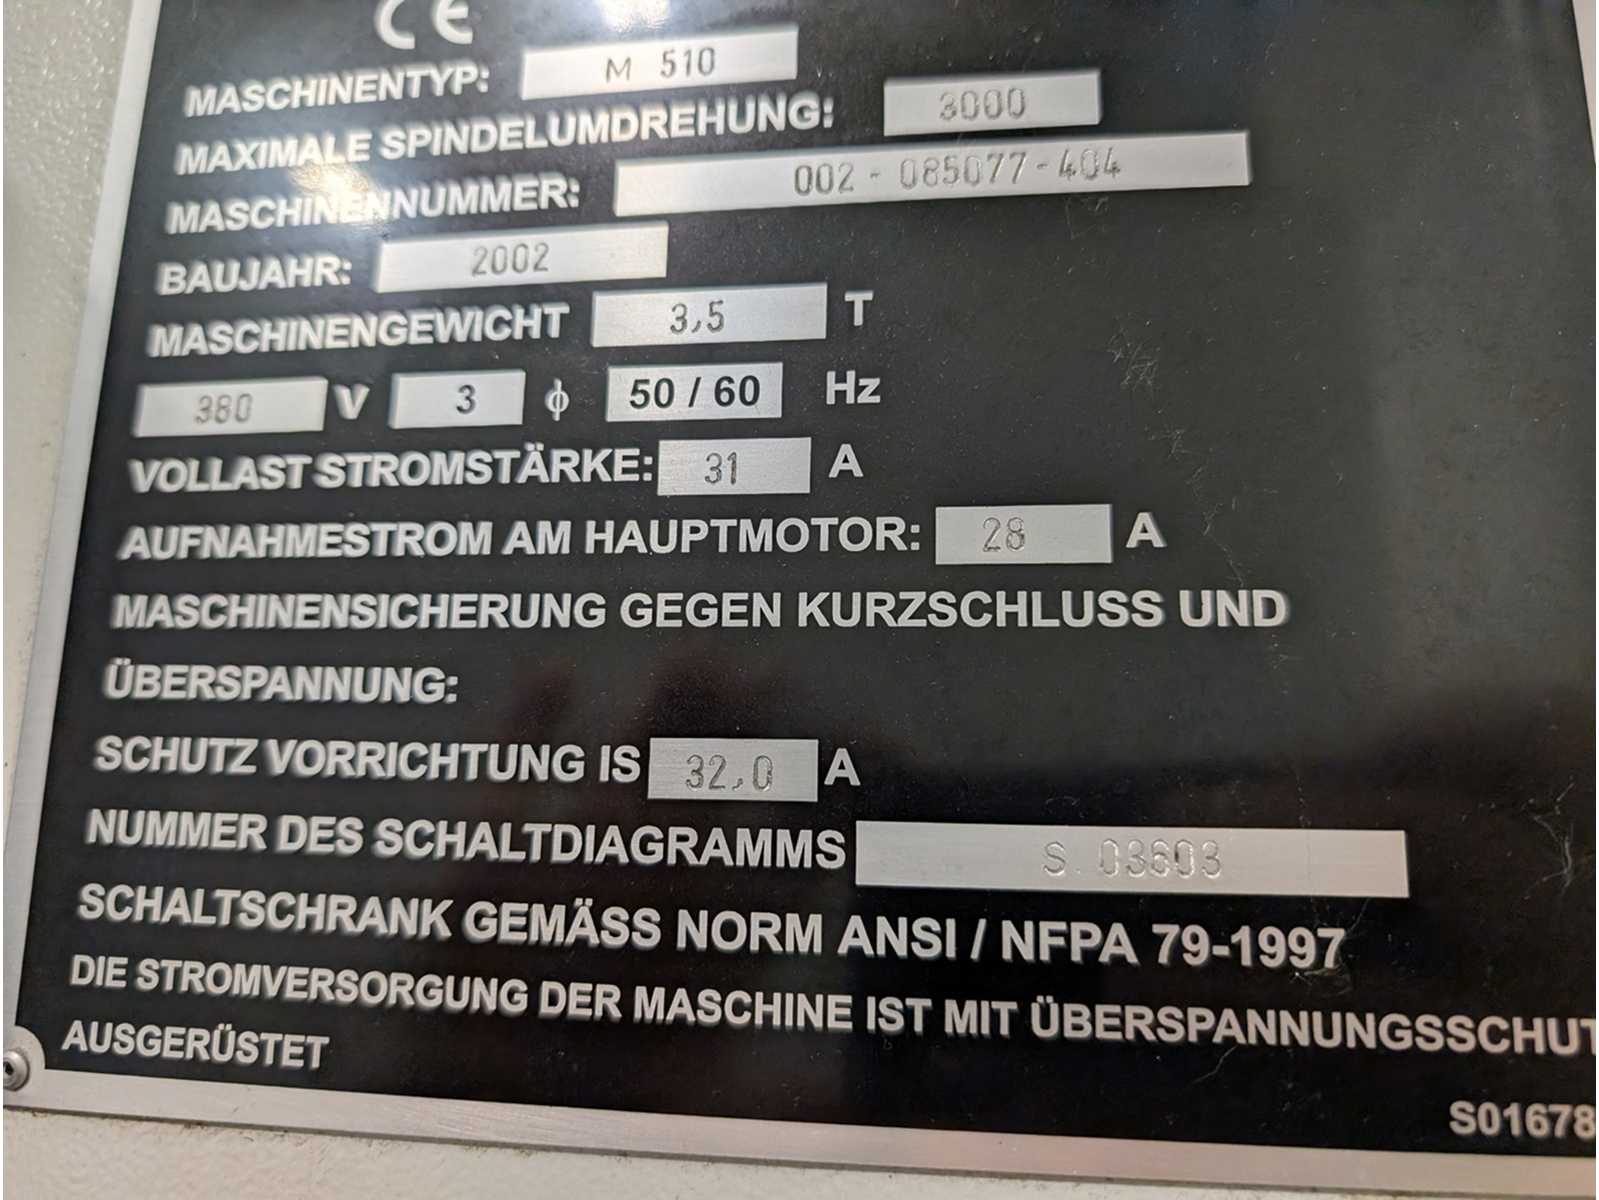 CE
MASCHINENTYP: M 510
MAXIMALE SPINDELUMDREHUNG: 3000
MASCHINENNUMMER: 002 - 085077 - 404
BAUJAHR: 2002
MASCHINENGEWICHT 3,5 T
380 V 3 ϕ 50 / 60 Hz
VOLLAST STROMSTÄRKE: 31 A
AUFNAHMESTROM AM HAUPTMOTOR: 28 A
MASCHINENSICHERUNG GEGEN KURZSCHLUSS UND
ÜBERSPANNUNG:
SCHUTZ VORRICHTUNG IS 32,0 A
NUMMER DES SCHALTDIAGRAMMS S. 03603
SCHALTSCHRANK GEMÄSS NORM ANSI / NFPA 79-1997
DIE STROMVERSORGUNG DER MASCHINE IST MIT ÜBERSPANNUNGSSCHUT
AUSGERÜSTET
S01678